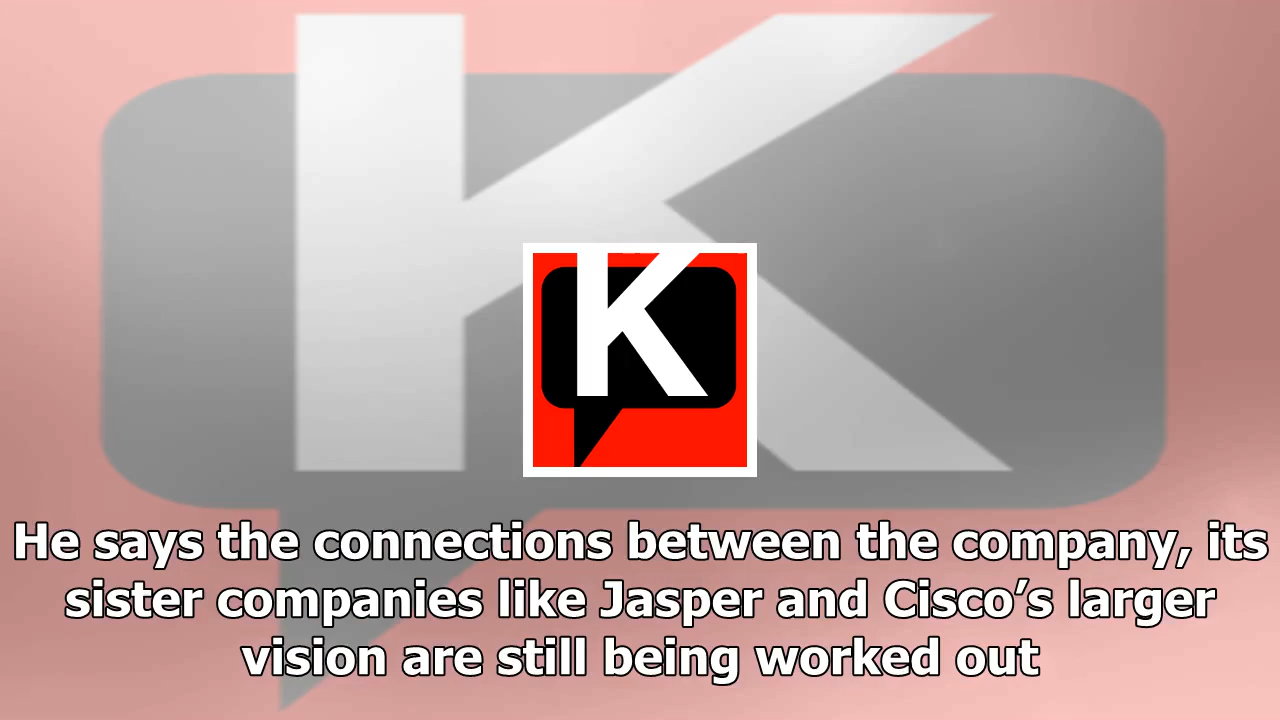 K
He says the connections between the company, its
sister companies like Jasper and Cisco’s larger
vision are still being worked out